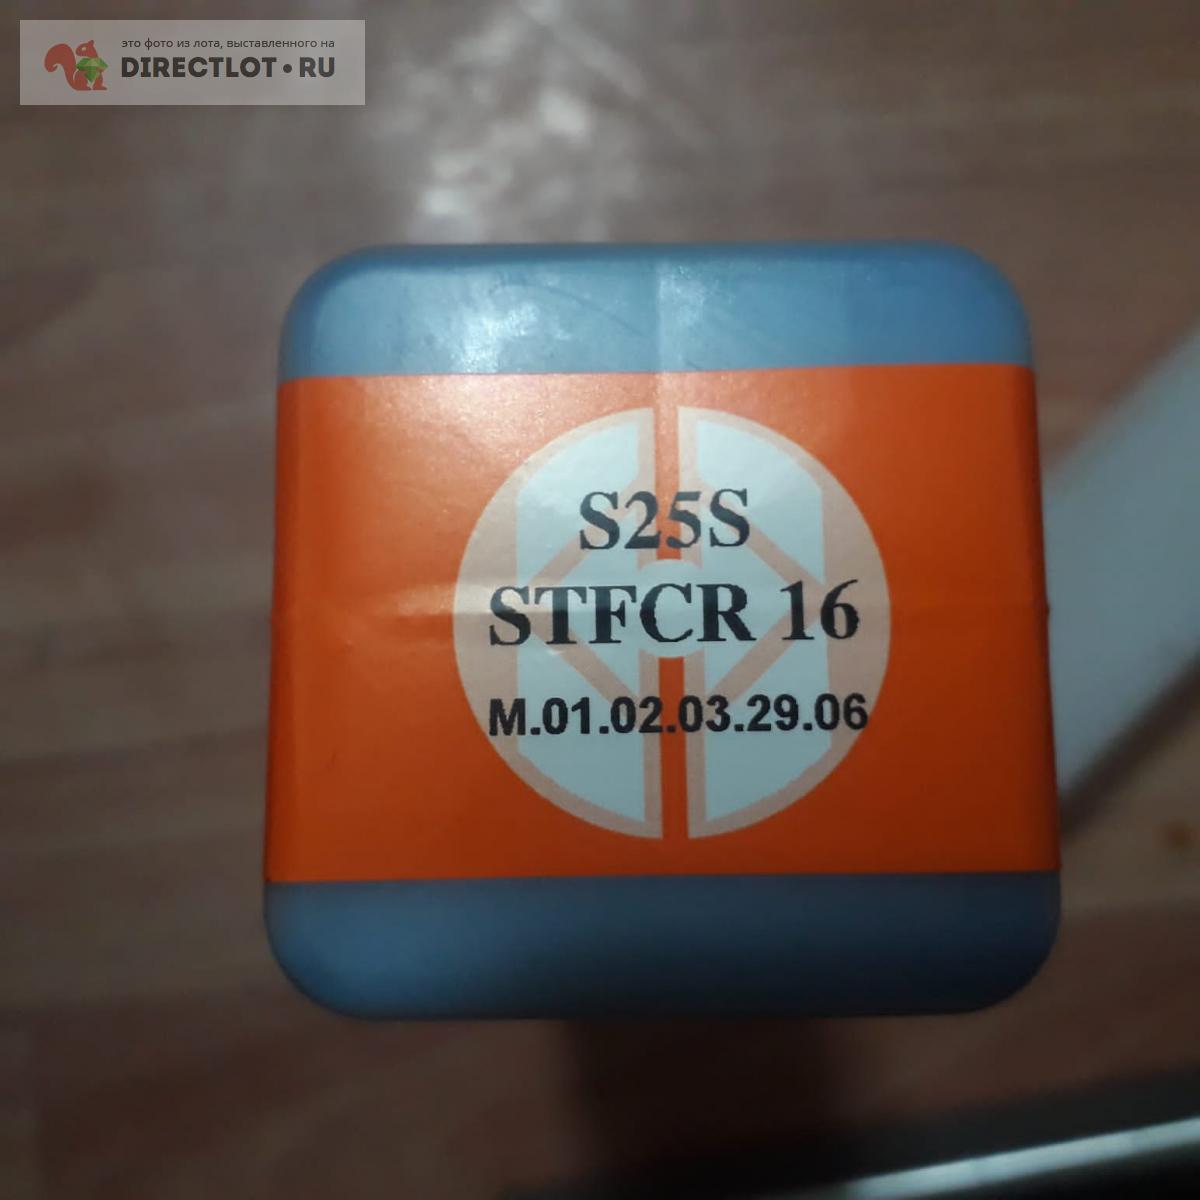 это фото из лота, выставленного на
DIRECTLOT•RU
S25S
STFCR 16
M.01.02.03.29.06